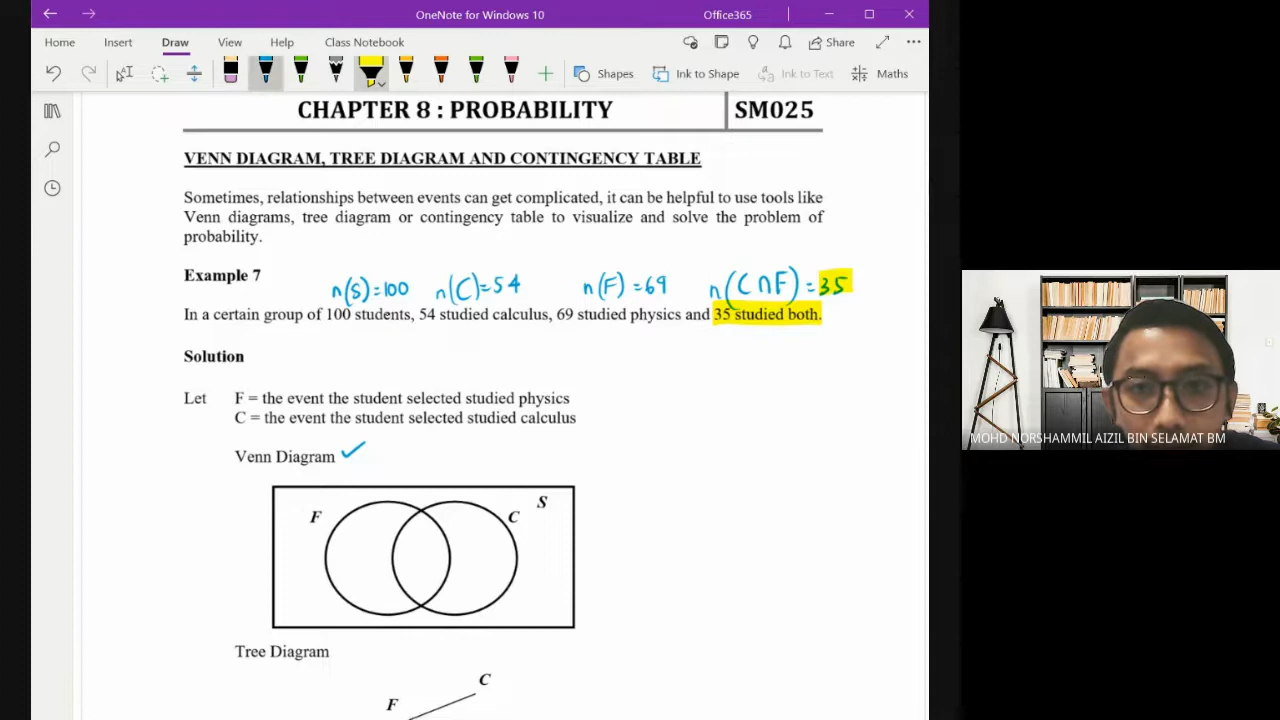 OneNote for Windows 10
Office365
Home Insert Draw View Help Class Notebook
Share
Shapes Ink to Shape Ink to Text Maths
CHAPTER 8 : PROBABILITY SM025
VENN DIAGRAM, TREE DIAGRAM AND CONTINGENCY TABLE
Sometimes, relationships between events can get complicated, it can be helpful to use tools like
Venn diagrams, tree diagram or contingency table to visualize and solve the problem of
probability.
Example 7
n(S)=100 n(C)=54 n(F)=69 n(C∩F)=35
In a certain group of 100 students, 54 studied calculus, 69 studied physics and 35 studied both.
Solution
Let F = the event the student selected studied physics
C = the event the student selected studied calculus
Venn Diagram
F C S
Tree Diagram
C
F
MOHD NORSHAMMIL AIZIL BIN SELAMAT BM